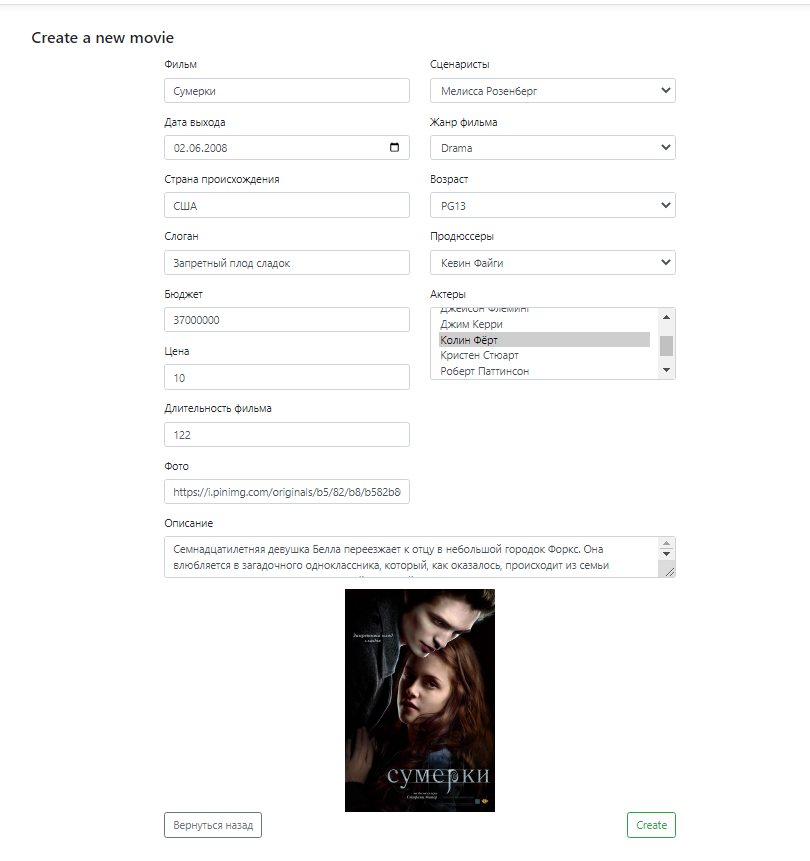 Create a new movie
Фильм
Сумерки
Дата выхода
02.06.2008
Страна происхождения
США
Слоган
Запретный плод сладок
Бюджет
37000000
Цена
10
Длительность фильма
122
Фото
https://i.pinimg.com/originals/b5/82/b8/b582b8
Сценаристы
Мелисса Розенберг
Жанр фильма
Drama
Возраст
PG13
Продюссеры
Кевин Файги
Актеры
Джейсон Флеминг
Джим Керри
Колин Фёрт
Кристен Стюарт
Роберт Паттинсон
Описание
Семнадцатилетняя девушка Белла переезжает к отцу в небольшой городок Форкс. Она
влюбляется в загадочного одноклассника, который, как оказалось, происходит из семьи
Запретный плод
сладок
сумерки
Вернуться назад
Create